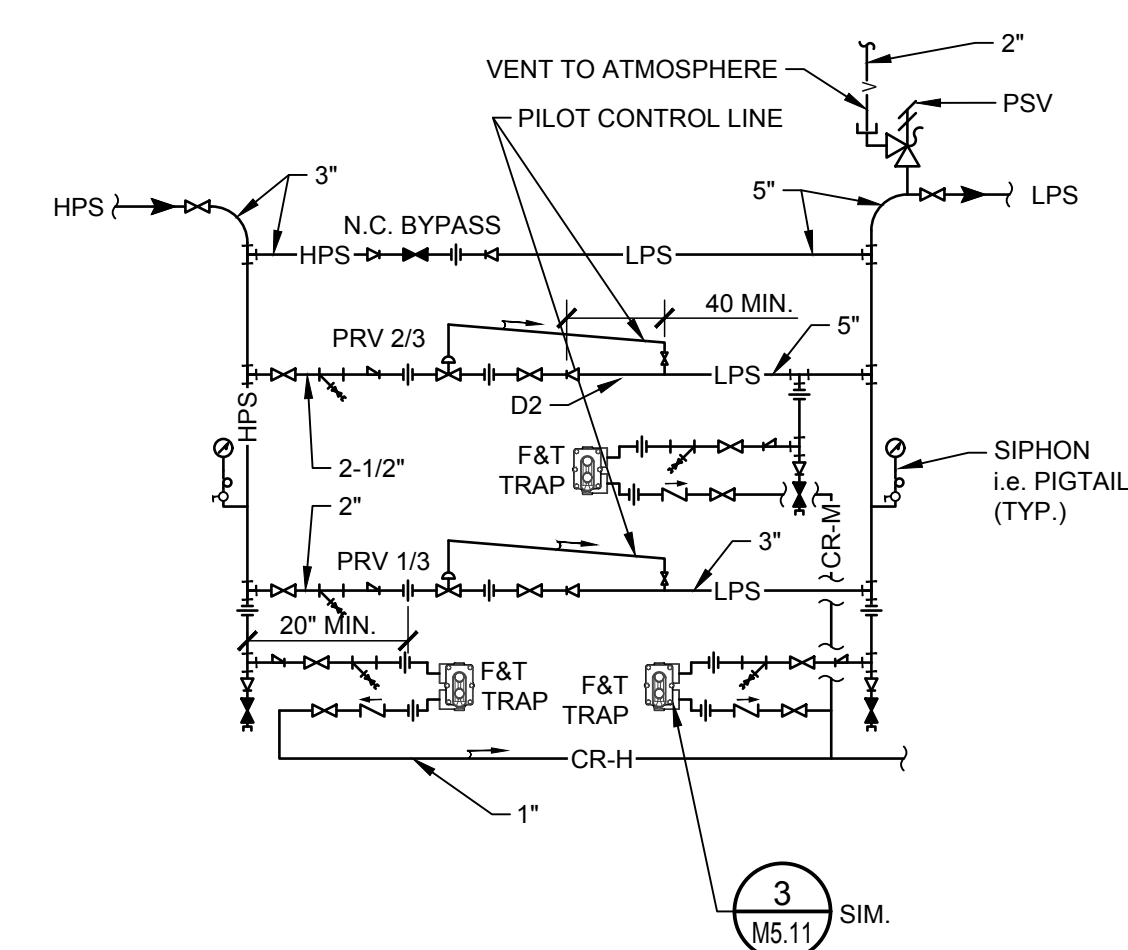 2"
VENT TO ATMOSPHERE
PSV
PILOT CONTROL LINE
3"
5"
HPS
LPS
N.C. BYPASS
HPS
LPS
40 MIN.
PRV 2/3
5"
LPS
D2
HPS
F&T
TRAP
SIPHON
i.e. PIGTAIL
(TYP.)
2-1/2"
2"
CR-M
PRV 1/3
3"
LPS
20" MIN.
F&T
TRAP
F&T
TRAP
CR-H
1"
3
M5.11
SIM.
V